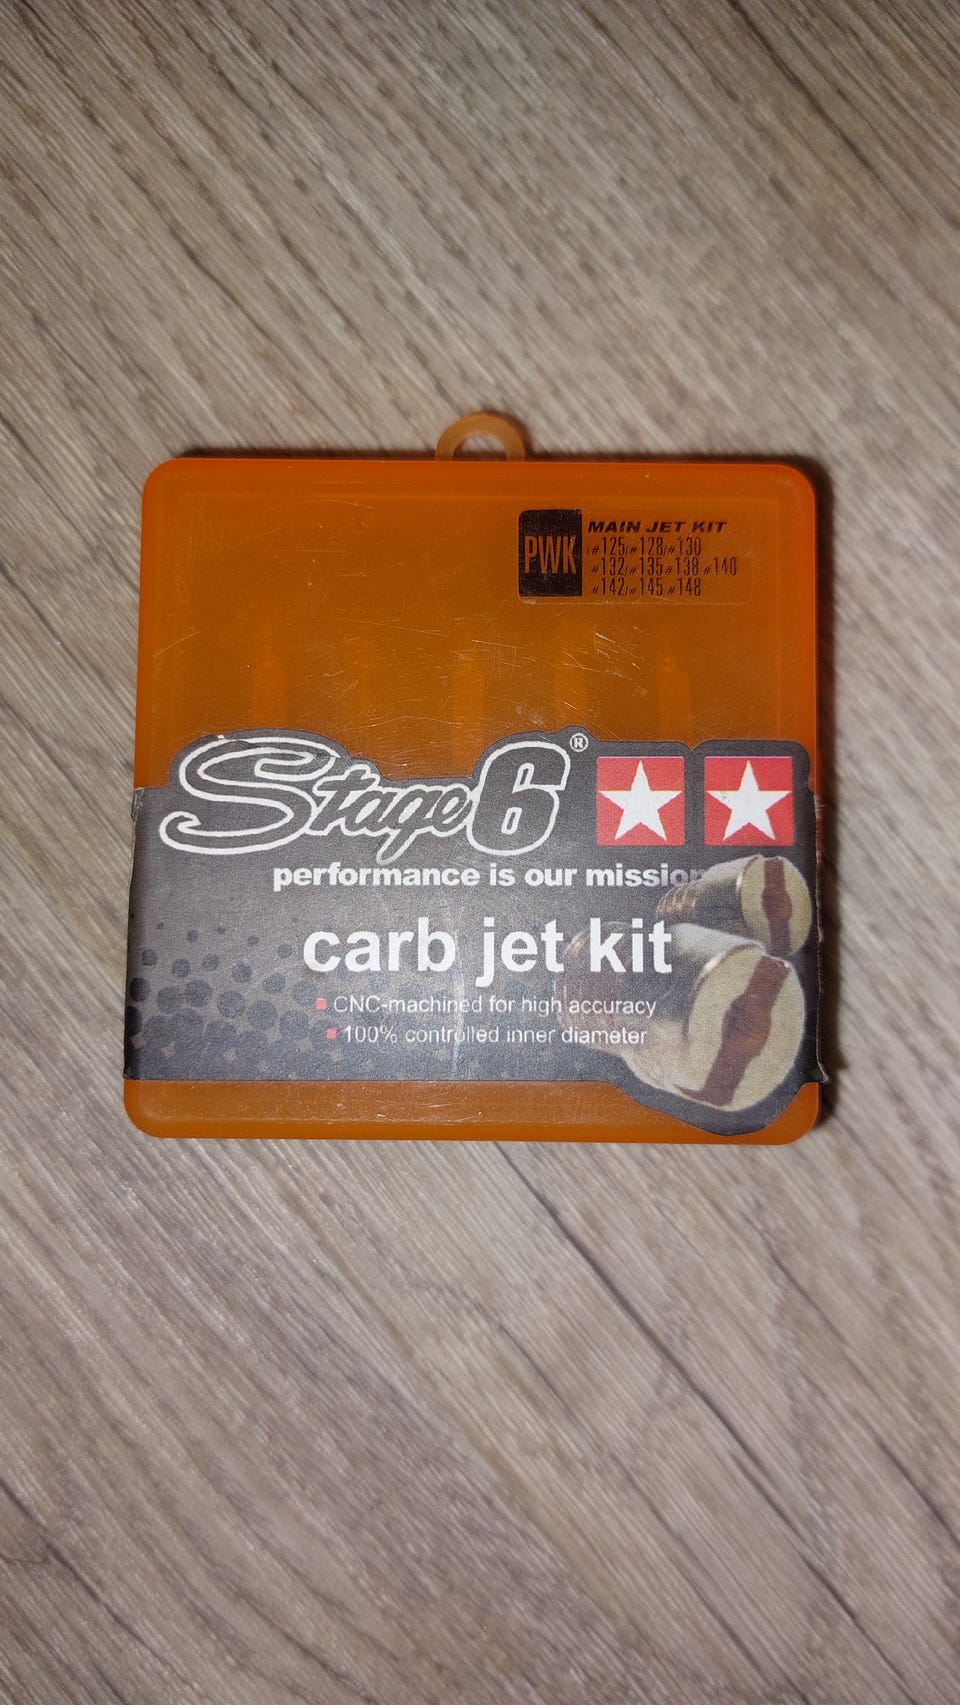 PWK
MAIN JET KIT
#125/#128/#130
#132/#135#138 #140
#142/#145 #148
Stage6®
performance is our mission
carb jet kit
CNC-machined for high accuracy
100% controlled inner diameter